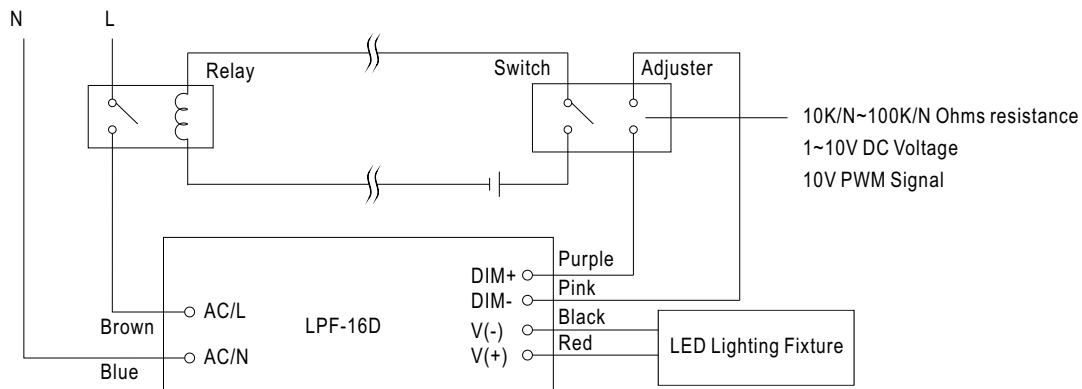 N
L
Relay
Switch
Adjuster
10K/N~100K/N Ohms resistance
1~10V DC Voltage
10V PWM Signal
Purple
DIM+
Pink
DIM-
Black
V(-)
Red
V(+)
AC/L
Brown
LPF-16D
AC/N
Blue
LED Lighting Fixture